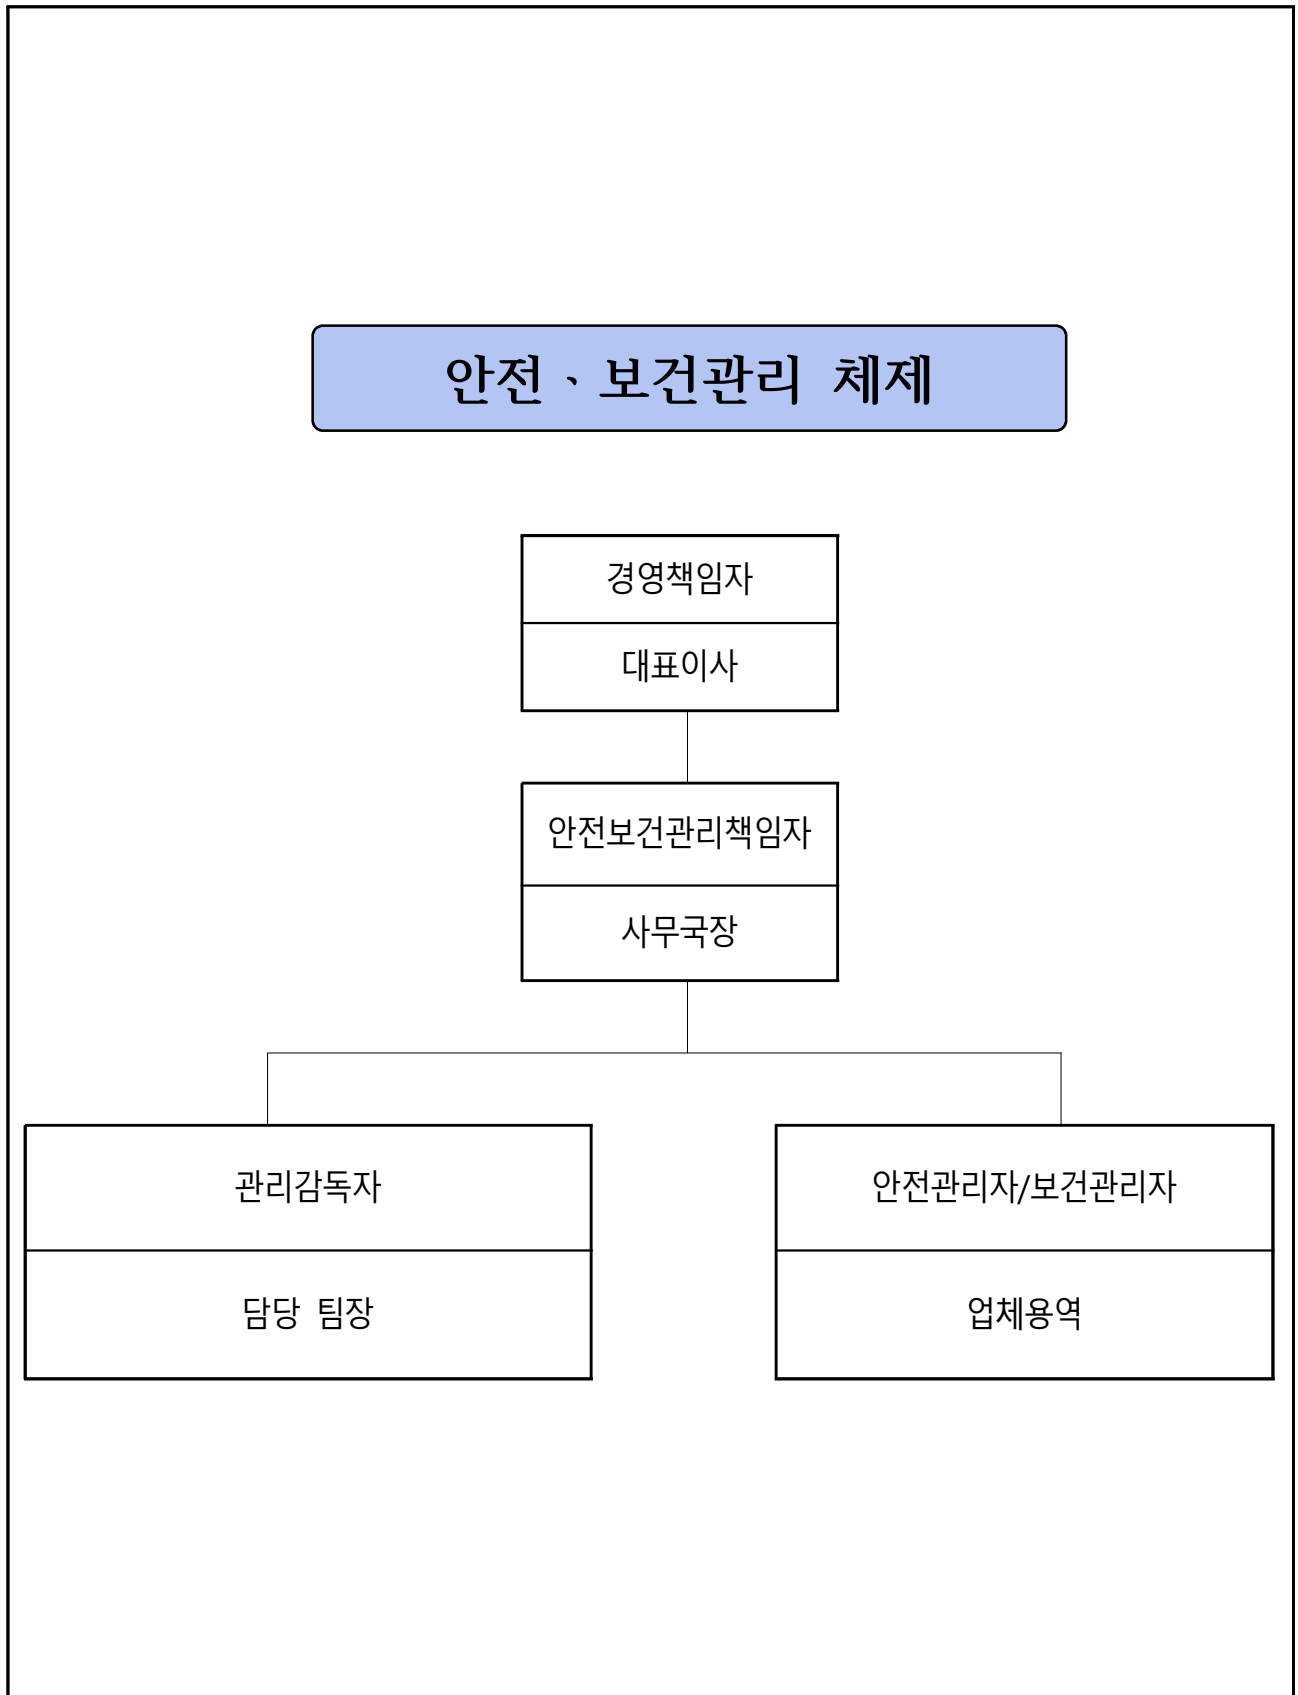 안전ㆍ보건관리 체제
경영책임자
대표이사
안전보건관리책임자
사무국장
관리감독자
안전관리자/보건관리자
담당 팀장
업체용역